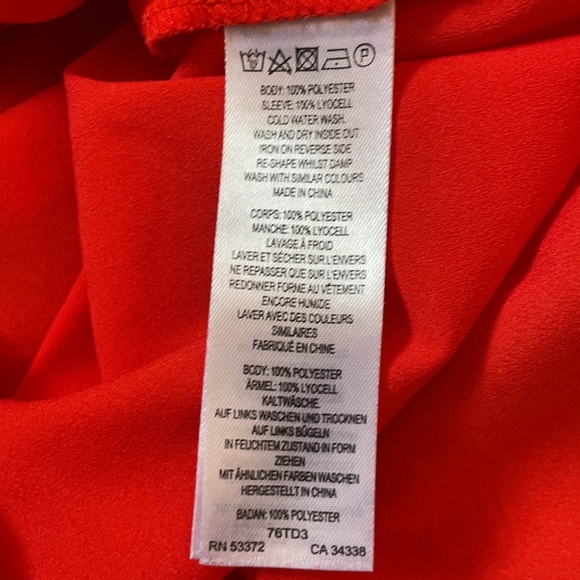 P
BODY: 100% POLYESTER
SLEEVE: 100% LYOCELL
COLD WATER WASH.
WASH AND DRY INSIDE OUT
IRON ON REVERSE SIDE
RE-SHAPE WHILST DAMP
WASH WITH SIMILAR COLOURS
MADE IN CHINA
CORPS: 100% POLYESTER
MANCHE: 100% LYOCELL
LAVAGE À FROID
LAVER ET SÉCHER SUR L'ENVERS
NE REPASSER QUE SUR L'ENVERS
REDONNER FORME AU VÊTEMENT
ENCORE HUMIDE
LAVER AVEC DES COULEURS
SIMILAIRES
FABRIQUÉ EN CHINE
BODY: 100% POLYESTER
ÄRMEL: 100% LYOCELL
KALTWÄSCHE.
AUF LINKS WASCHEN UND TROCKNEN
AUF LINKS BÜGELN
IN FEUCHTEM ZUSTAND IN FORM
ZIEHEN
MIT ÄHNLICHEN FARBEN WASCHEN
HERGESTELLT IN CHINA
BADAN: 100% POLYESTER
76TD3
RN 53372 CA 34338